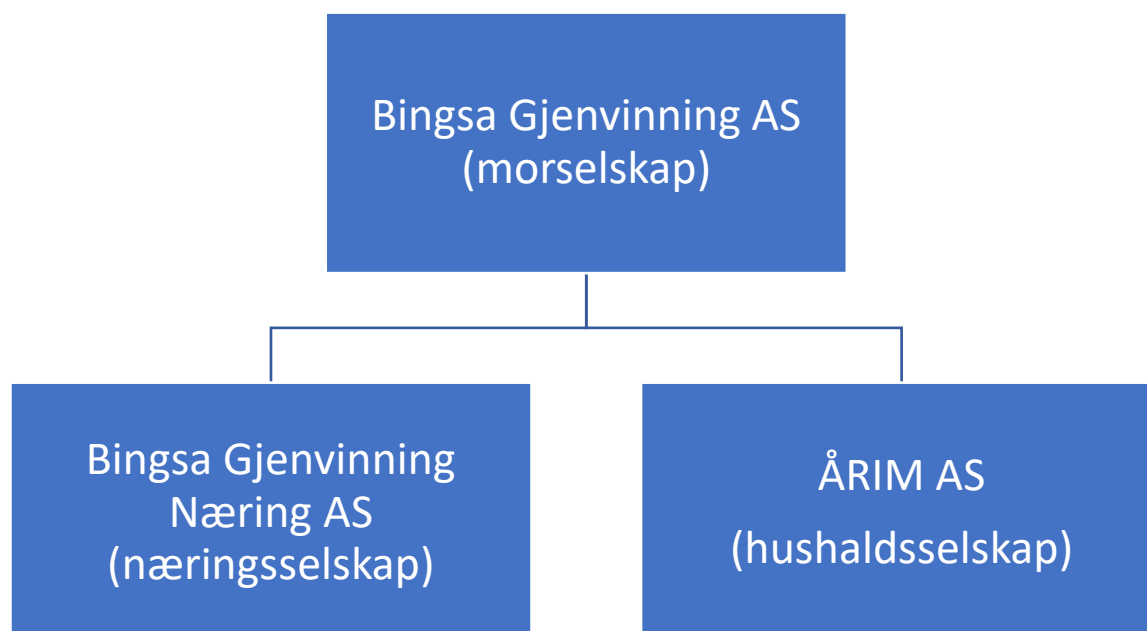 Bingsa Gjenvinning AS
(morselskap)
Bingsa Gjenvinning
Næring AS
(næringsselskap)
ÅRIM AS
(hushaldsselskap)